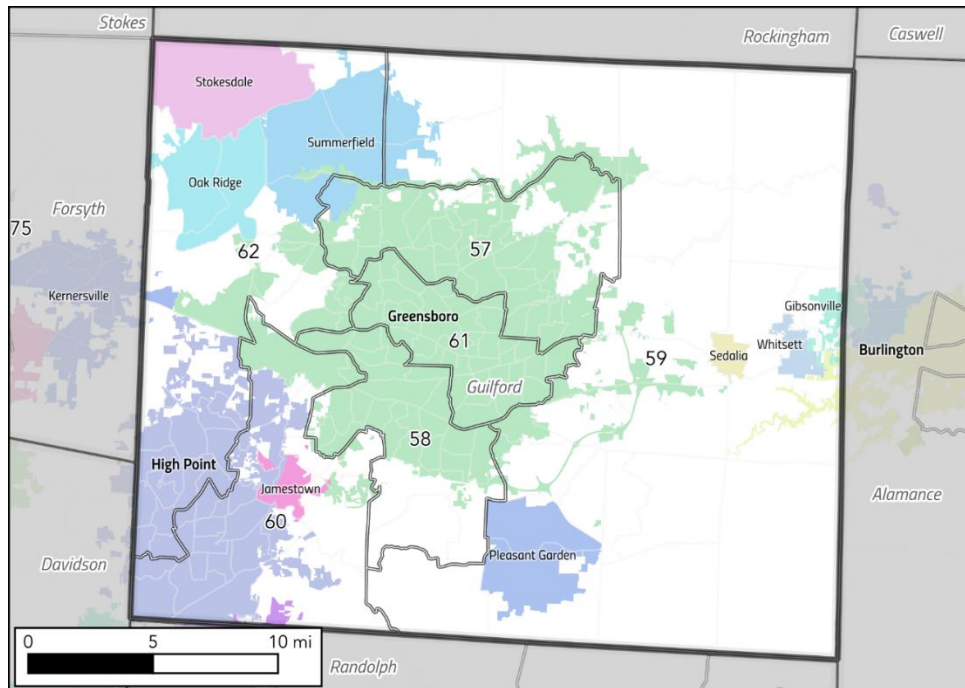 Stokes
Rockingham
Caswell
Stokesdale
Summerfield
Oak Ridge
Forsyth
75
62
57
Kernersville
Greensboro
Gibsonville
61
59
Sedalia
Whitsett
Burlington
Guilford
58
High Point
Jamestown
60
Alamance
Pleasant Garden
Davidson
0 5 10 mi
Randolph